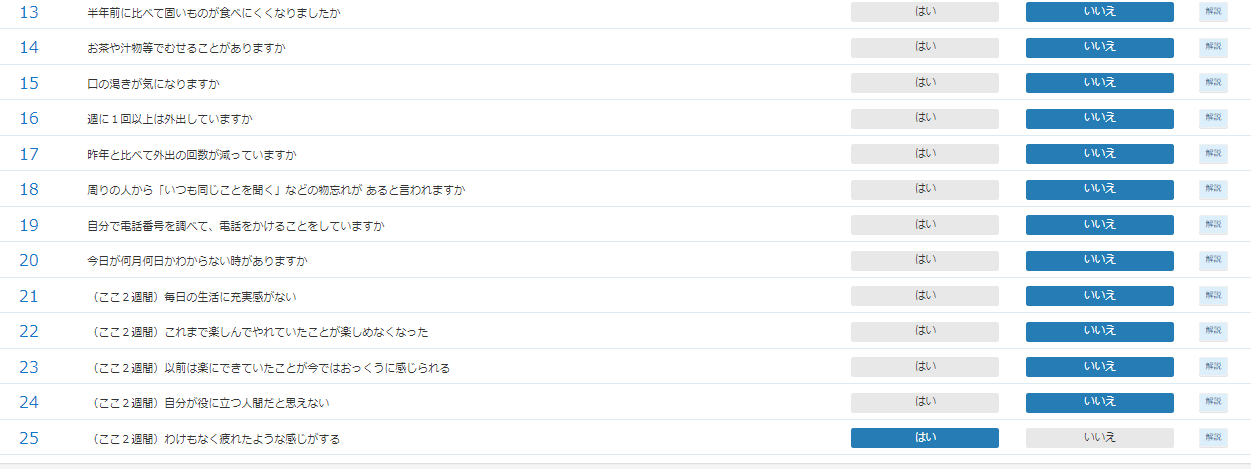 13 半年前に比べて固いものが食べにくくなりましたか はい いいえ 解説
14 お茶や汁物等でむせることがありますか はい いいえ 解説
15 口の渇きが気になりますか はい いいえ 解説
16 週に１回以上は外出していますか はい いいえ 解説
17 昨年と比べて外出の回数が減っていますか はい いいえ 解説
18 周りの人から「いつも同じことを聞く」などの物忘れが あると言われますか はい いいえ 解説
19 自分で電話番号を調べて、電話をかけることをしていますか はい いいえ 解説
20 今日が何月何日かわからない時がありますか はい いいえ 解説
21 （ここ２週間）毎日の生活に充実感がない はい いいえ 解説
22 （ここ２週間）これまで楽しんでやれていたことが楽しめなくなった はい いいえ 解説
23 （ここ２週間）以前は楽にできていたことが今ではおっくうに感じられる はい いいえ 解説
24 （ここ２週間）自分が役に立つ人間だと思えない はい いいえ 解説
25 （ここ２週間）わけもなく疲れたような感じがする はい いいえ 解説